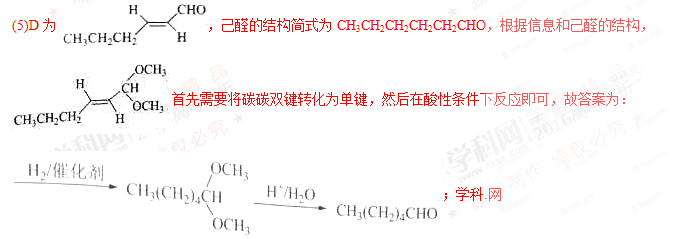 (5)D 为 CH₃CH₂CH₂ H H CHO ，己醛的结构简式为 CH₃CH₂CH₂CH₂CH₂CHO，根据信息和己醛的结构，
CH₃CH₂CH₂ H H CH OCH₃ OCH₃ 首先需要将碳碳双键转化为单键，然后在酸性条件下反应即可，故答案为：
H₂/催化剂 CH₃(CH₂)₄CH OCH₃ OCH₃ H⁺/H₂O CH₃(CH₂)₄CHO ；学科.网